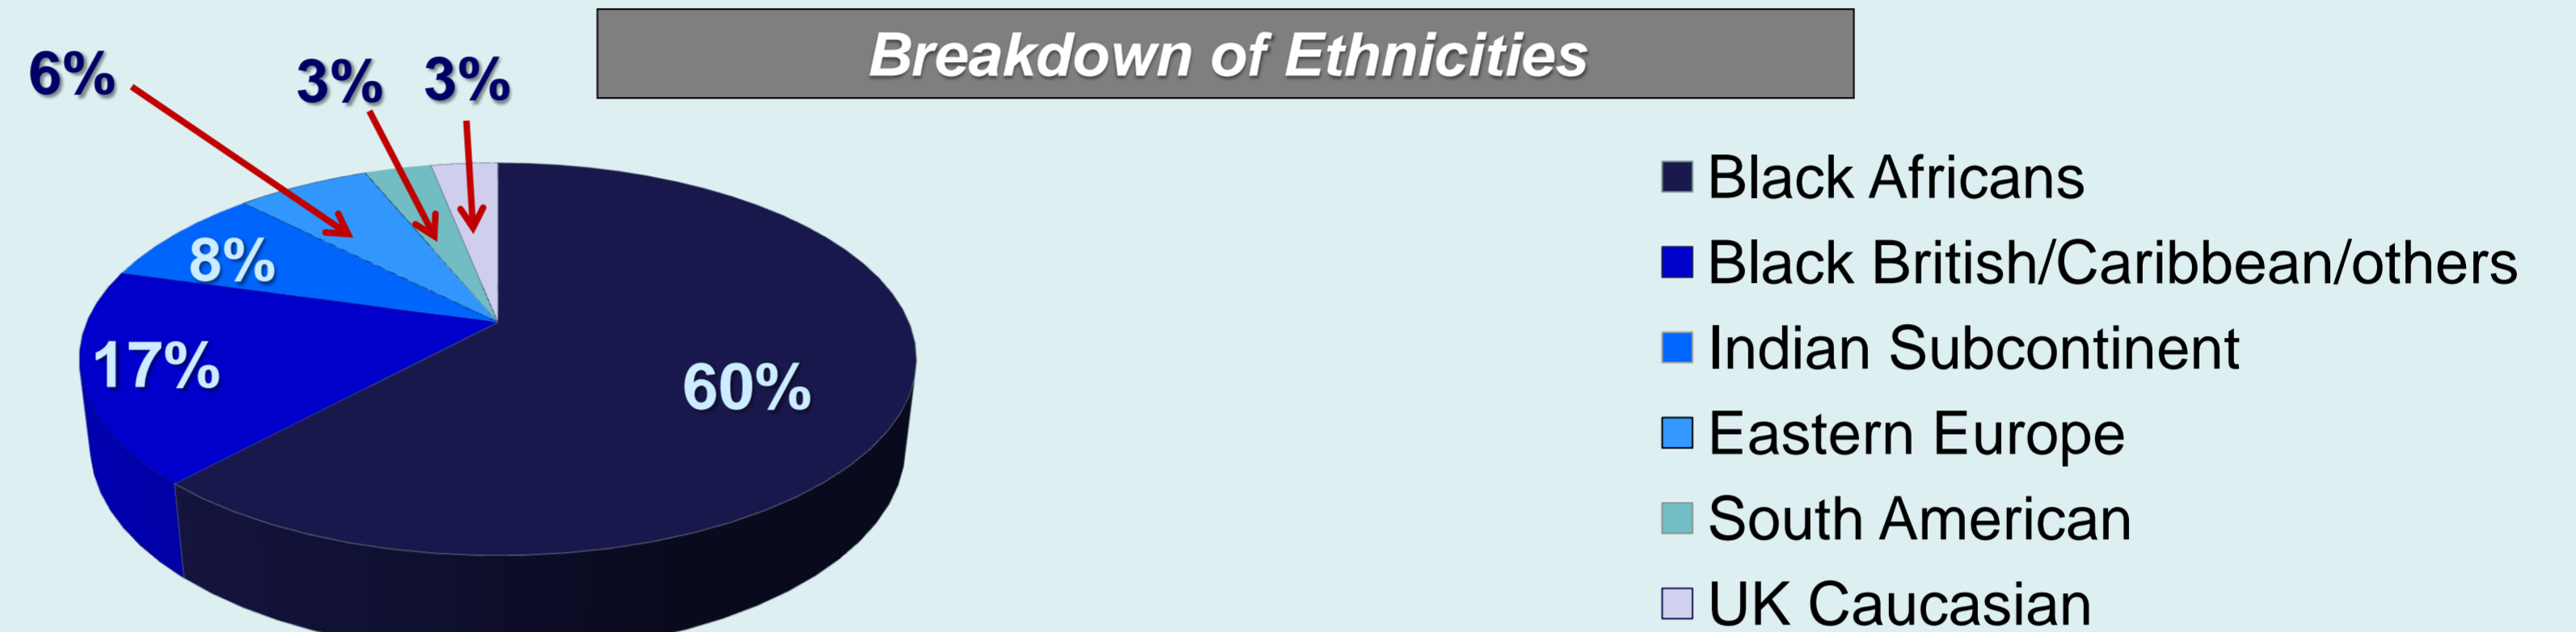 Breakdown of Ethnicities
6%
3%
3%
8%
17%
60%
Black Africans
Black British/Caribbean/others
Indian Subcontinent
Eastern Europe
South American
UK Caucasian